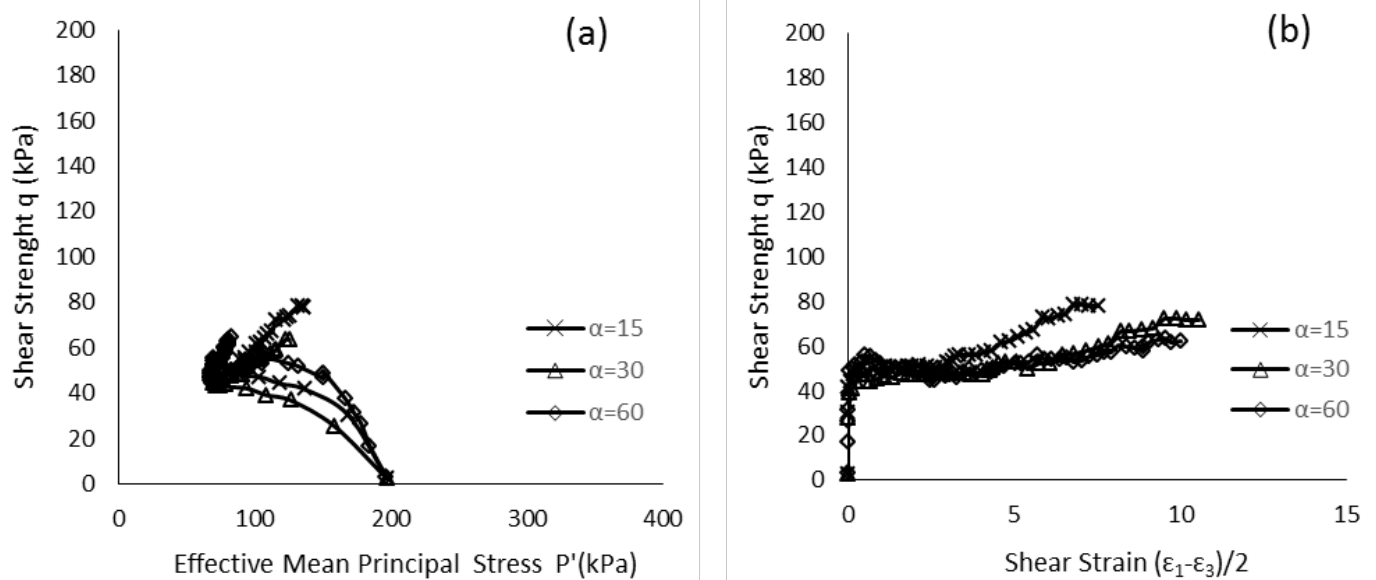 (a)
Shear Strenght q (kPa)
200
180
160
140
120
100
80
60
40
20
0
0 100 200 300 400
Effective Mean Principal Stress P'(kPa)
α=15
α=30
α=60
(b)
Shear Strenght q (kPa)
200
180
160
140
120
100
80
60
40
20
0
0 5 10 15
Shear Strain (ε₁-ε₃)/2
α=15
α=30
α=60